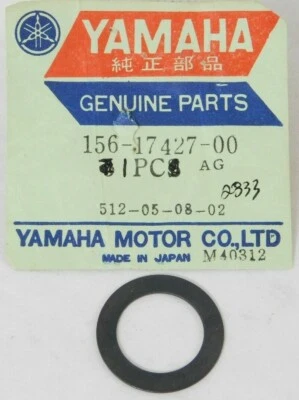 YAMAHA
純正部品
GENUINE PARTS
156-17427-00
1PCS AG
2333
512-05-08-02
YAMAHA MOTOR CO.,LTD
MADE IN JAPAN M40312